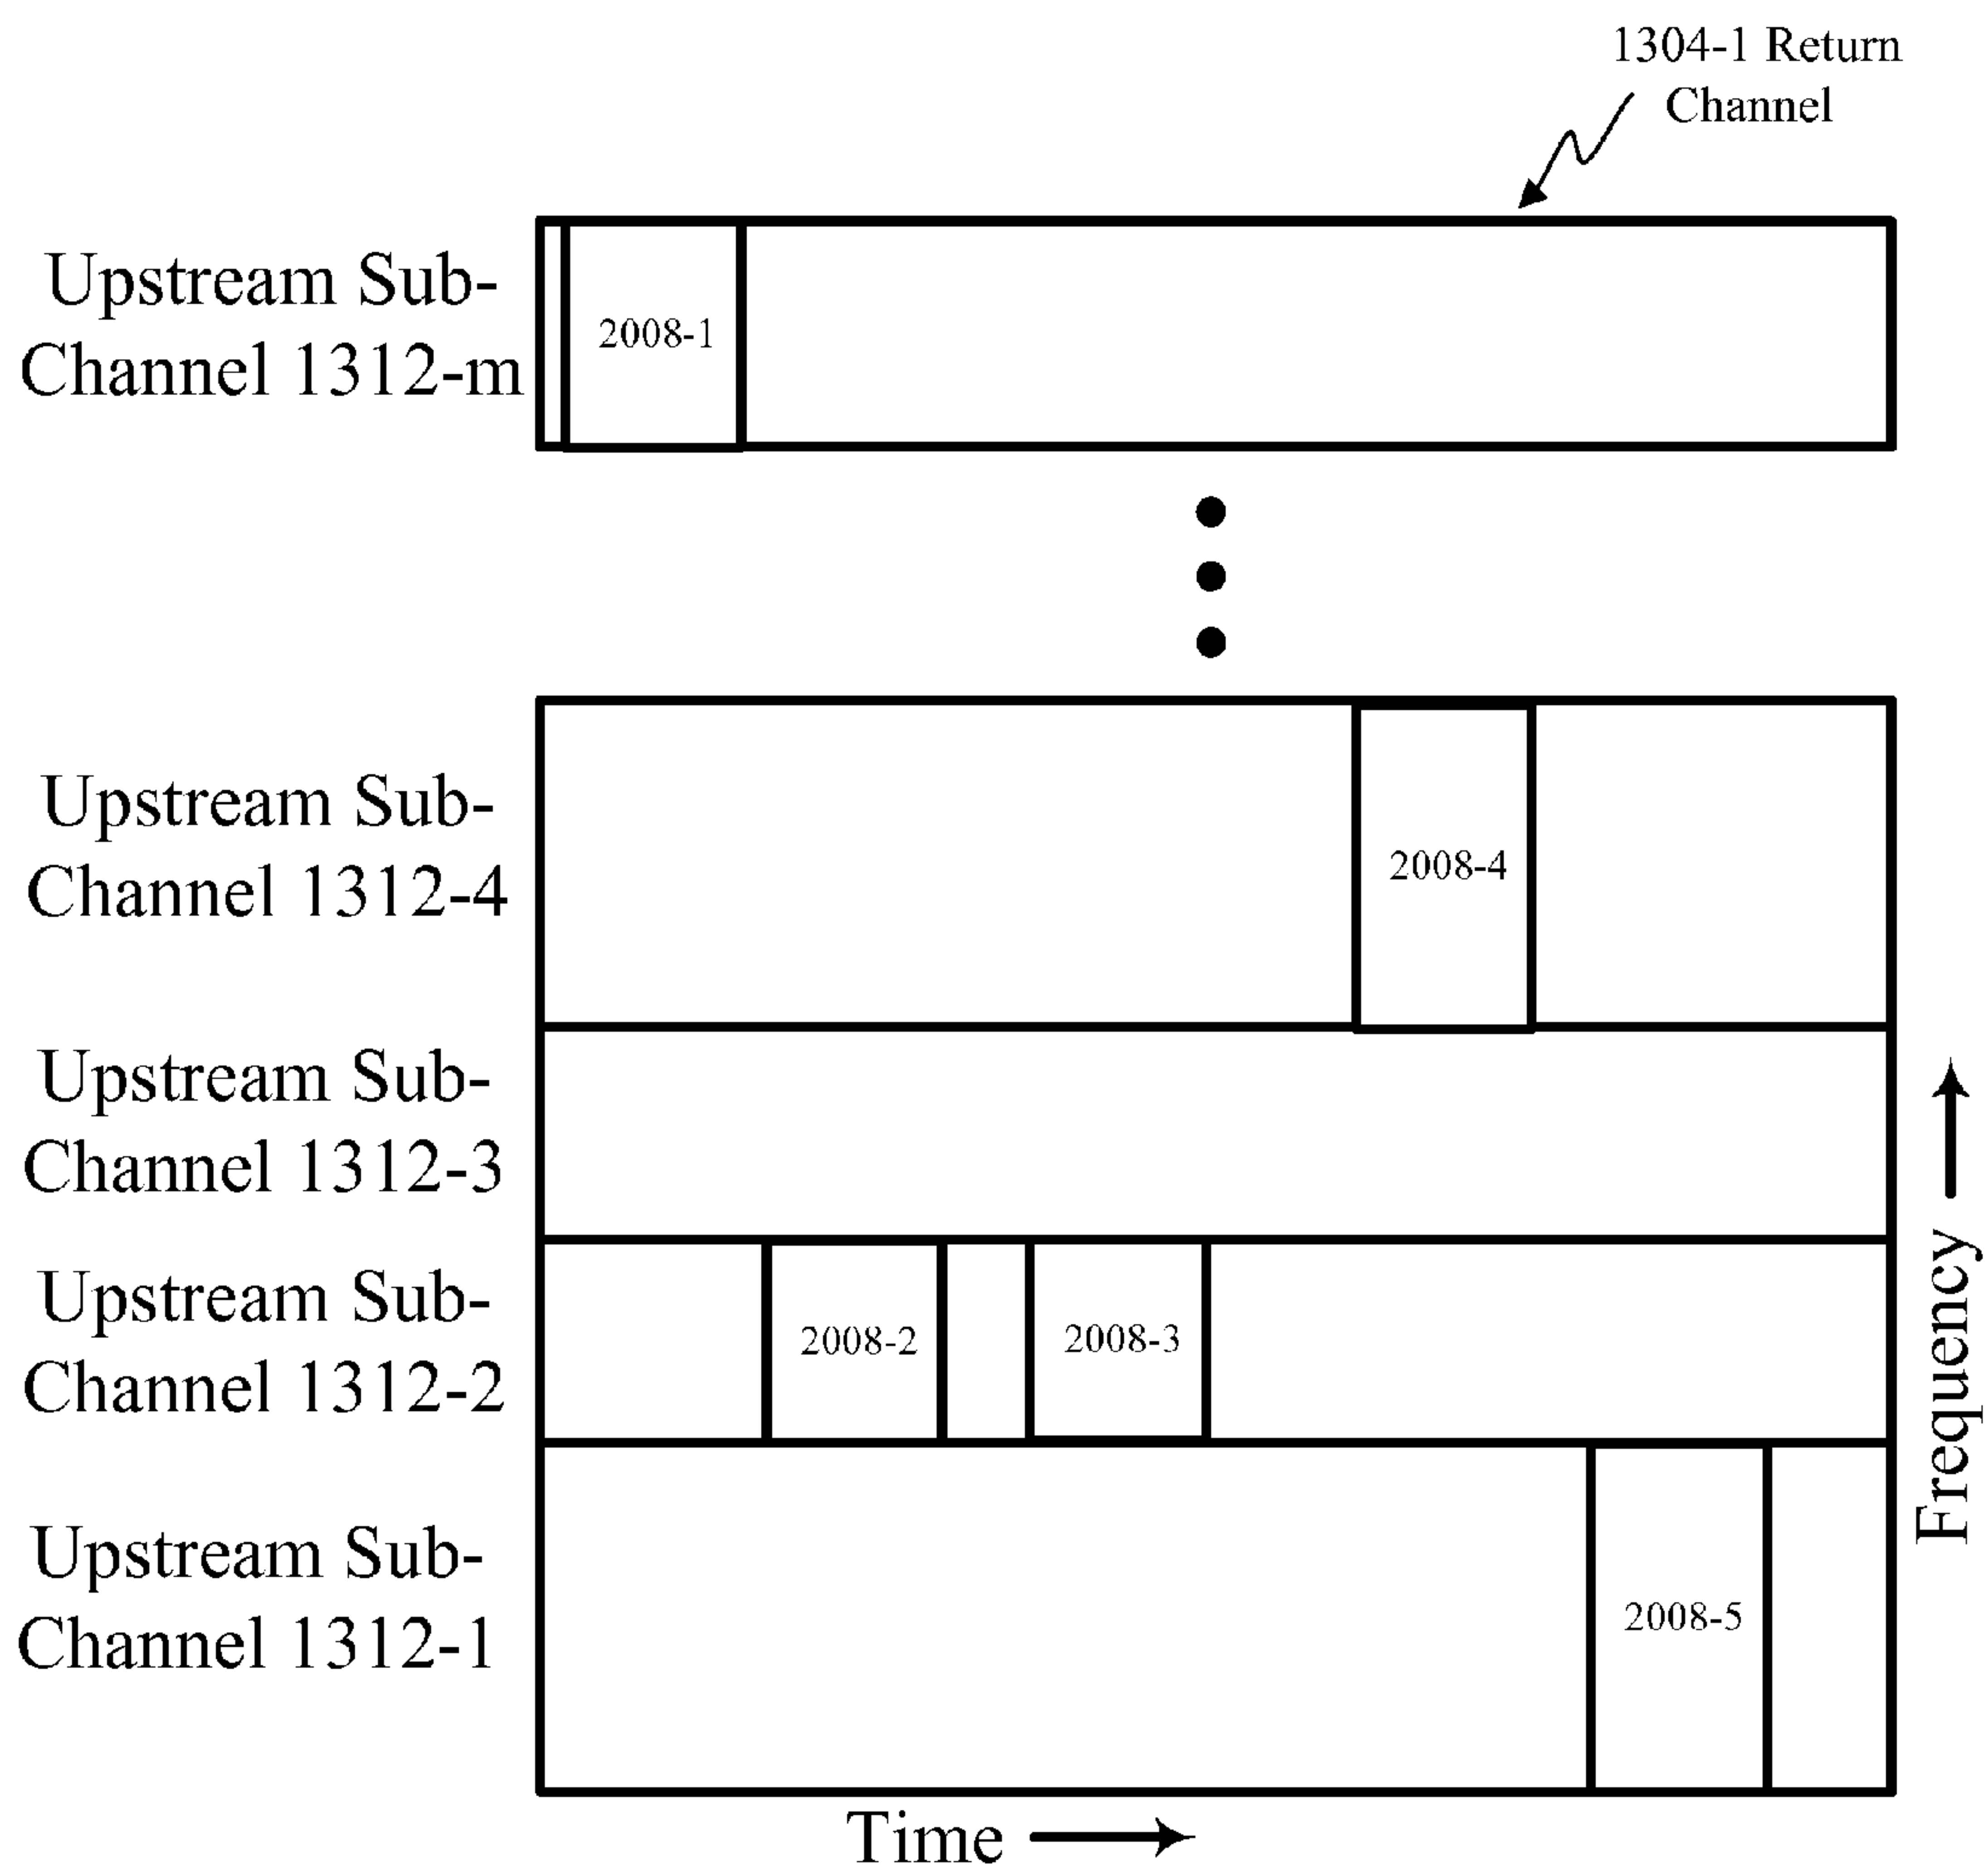 1304-1 Return
Channel
Upstream Sub-
Channel 1312-m
2008-1
Upstream Sub-
Channel 1312-4
2008-4
Upstream Sub-
Channel 1312-3
Upstream Sub-
Channel 1312-2
2008-2
2008-3
Upstream Sub-
Channel 1312-1
2008-5
Frequency
Time